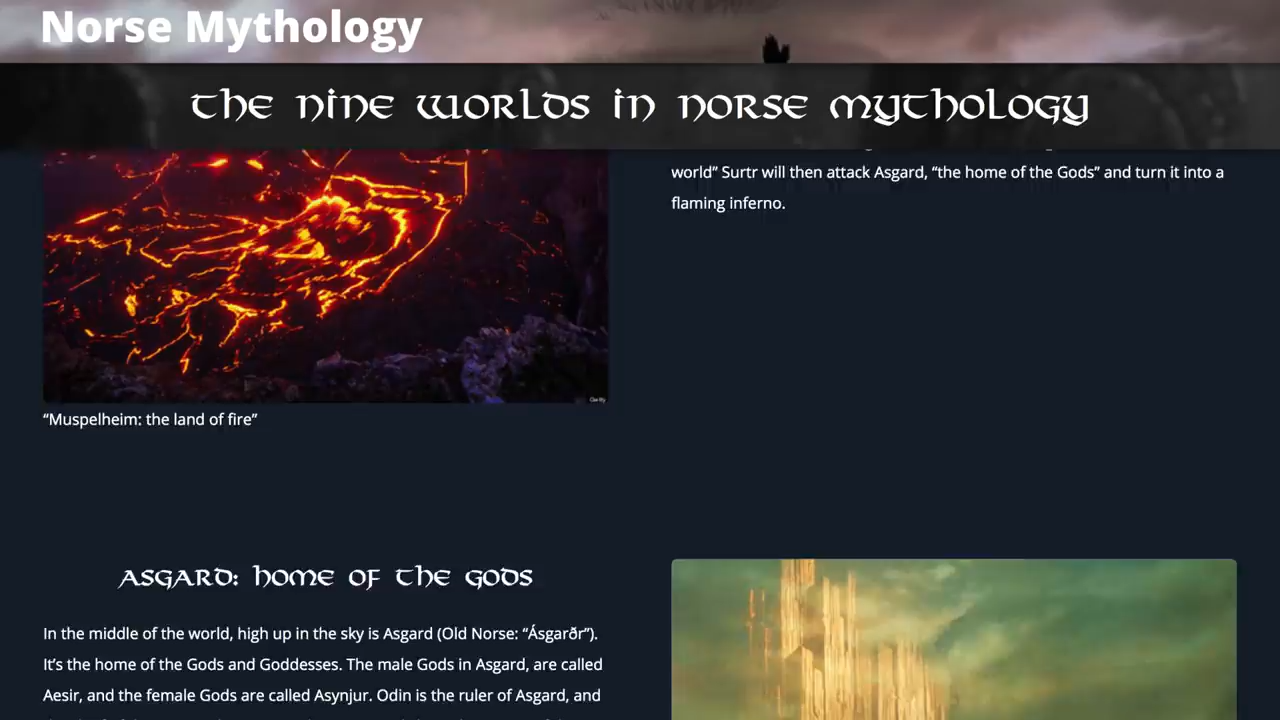 Norse Mythology
The Nine Worlds in Norse Mythology
world” Surtr will then attack Asgard, “the home of the Gods” and turn it into a
flaming inferno.
“Muspelheim: the land of fire”
Asgard: Home of the Gods
In the middle of the world, high up in the sky is Asgard (Old Norse: “Ásgarðr”).
It’s the home of the Gods and Goddesses. The male Gods in Asgard, are called
Aesir, and the female Gods are called Asynjur. Odin is the ruler of Asgard, and